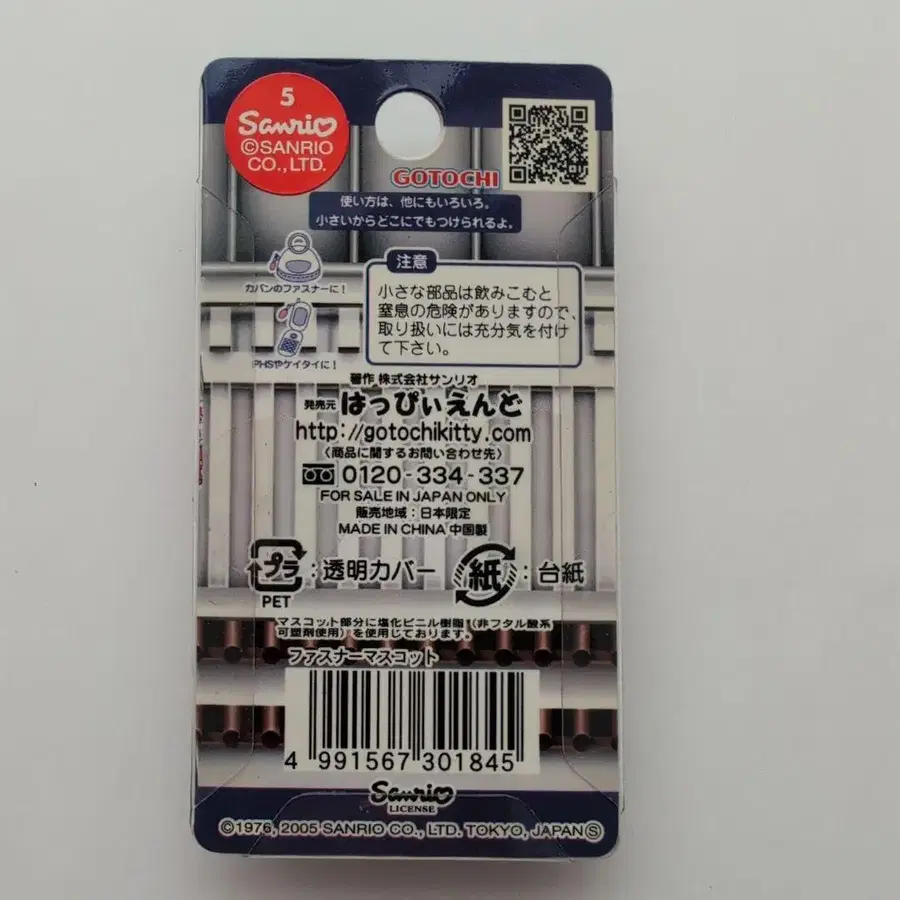 5
Sanrio
©SANRIO
CO., LTD.
GOTOCHI
使い方は、他にもいろいろ。
小さいからどこにでもつけられるよ。
カバンのファスナーに!
PHSやケイタイに!
注意
小さな部品は飲みこむと
窒息の危険がありますので、
取り扱いには充分気を付け
て下さい。
著作 株式会社サンリオ
発売元 はっぴぃえんど
http://gotochikitty.com
〈商品に関するお問い合わせ先〉
0120-334-337
FOR SALE IN JAPAN ONLY
販売地域:日本限定
MADE IN CHINA 中国製
プラ:透明カバー
PET
紙:台紙
マスコット部分に塩化ビニル樹脂(非フタル酸系
可塑剤使用)を使用しております。
ファスナーマスコット
4 991567 301845
Sanrio
LICENSE
©1976, 2005 SANRIO CO., LTD. TOKYO, JAPAN Ⓢ